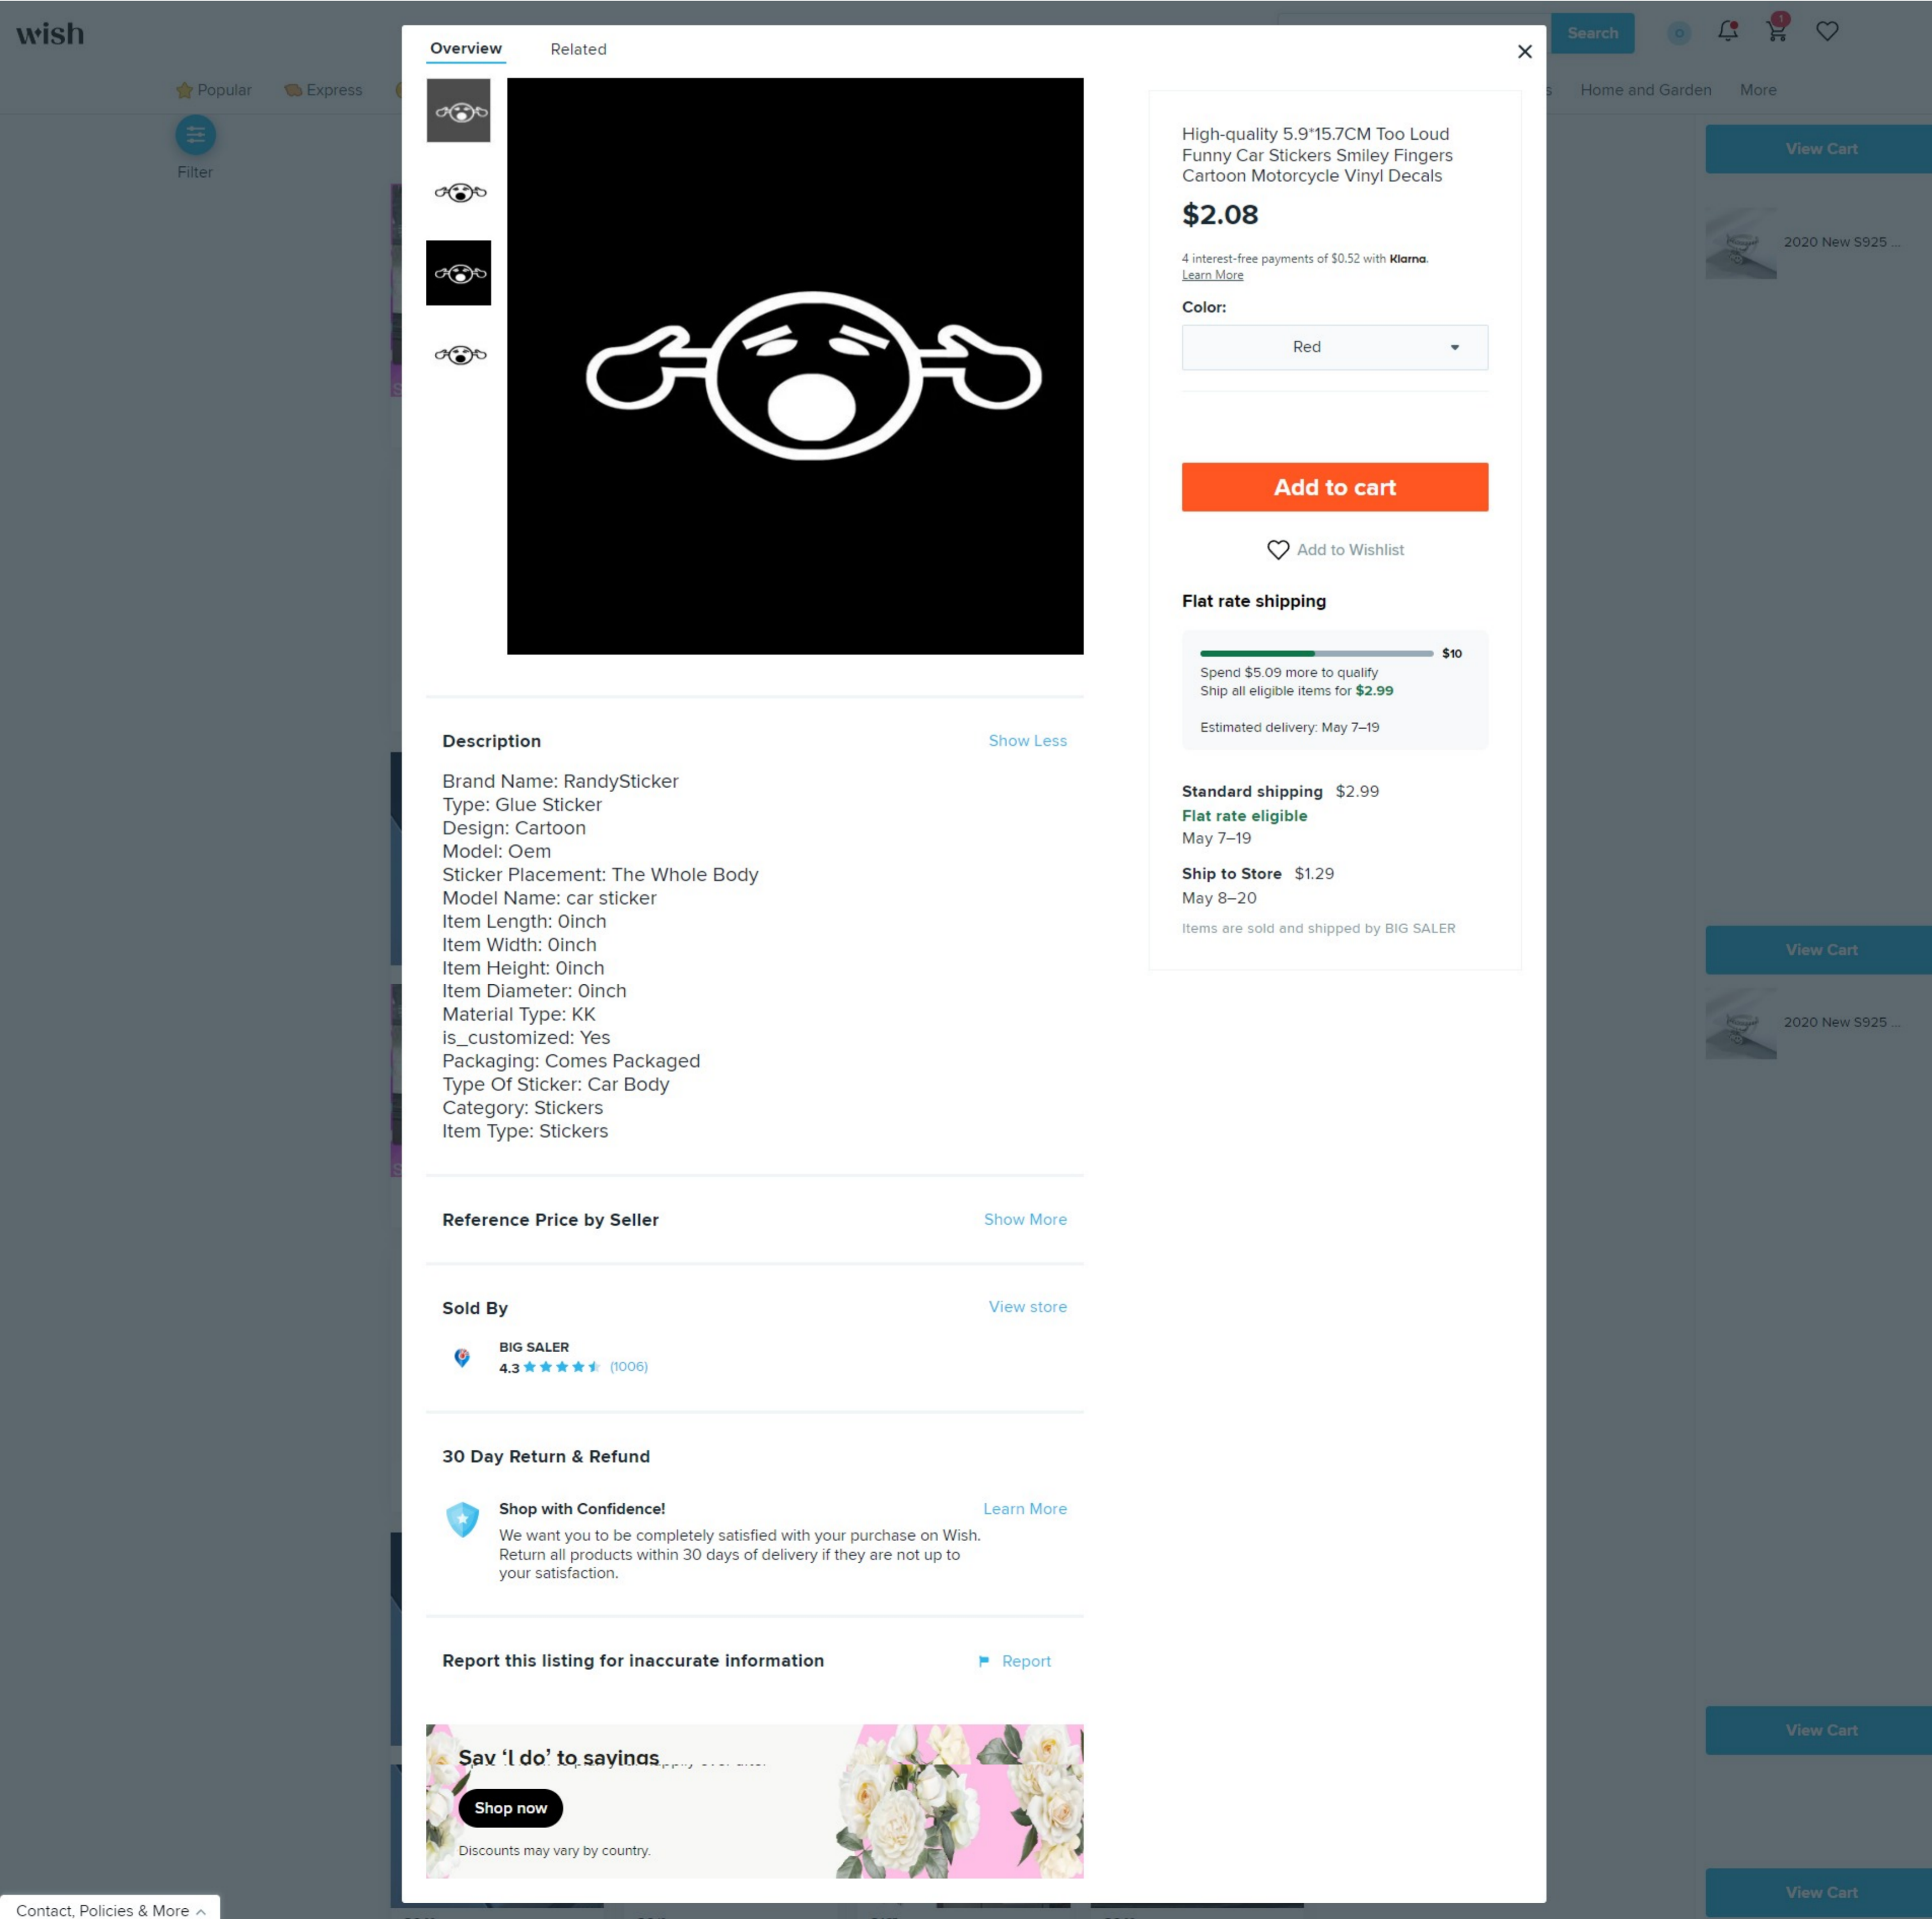 wish
Search
1
Popular
Express
Home and Garden
More
Filter
Overview
Related
High-quality 5.9*15.7CM Too Loud
Funny Car Stickers Smiley Fingers
Cartoon Motorcycle Vinyl Decals
$2.08
4 interest-free payments of $0.52 with Klarna.
Learn More
Color:
Red
Add to cart
Add to Wishlist
Flat rate shipping
$10
Spend $5.09 more to qualify
Ship all eligible items for $2.99
Estimated delivery: May 7–19
Standard shipping $2.99
Flat rate eligible
May 7–19
Ship to Store $1.29
May 8–20
Items are sold and shipped by BIG SALER
Description
Show Less
Brand Name: RandySticker
Type: Glue Sticker
Design: Cartoon
Model: Oem
Sticker Placement: The Whole Body
Model Name: car sticker
Item Length: 0inch
Item Width: 0inch
Item Height: 0inch
Item Diameter: 0inch
Material Type: KK
is_customized: Yes
Packaging: Comes Packaged
Type Of Sticker: Car Body
Category: Stickers
Item Type: Stickers
Reference Price by Seller
Show More
Sold By
View store
BIG SALER
4.3 (1006)
30 Day Return & Refund
Shop with Confidence!
Learn More
We want you to be completely satisfied with your purchase on Wish.
Return all products within 30 days of delivery if they are not up to
your satisfaction.
Report this listing for inaccurate information
Report
Say ‘I do’ to savings
Shop now
Discounts may vary by country.
View Cart
2020 New S925 ...
View Cart
2020 New S925 ...
View Cart
View Cart
Contact, Policies & More